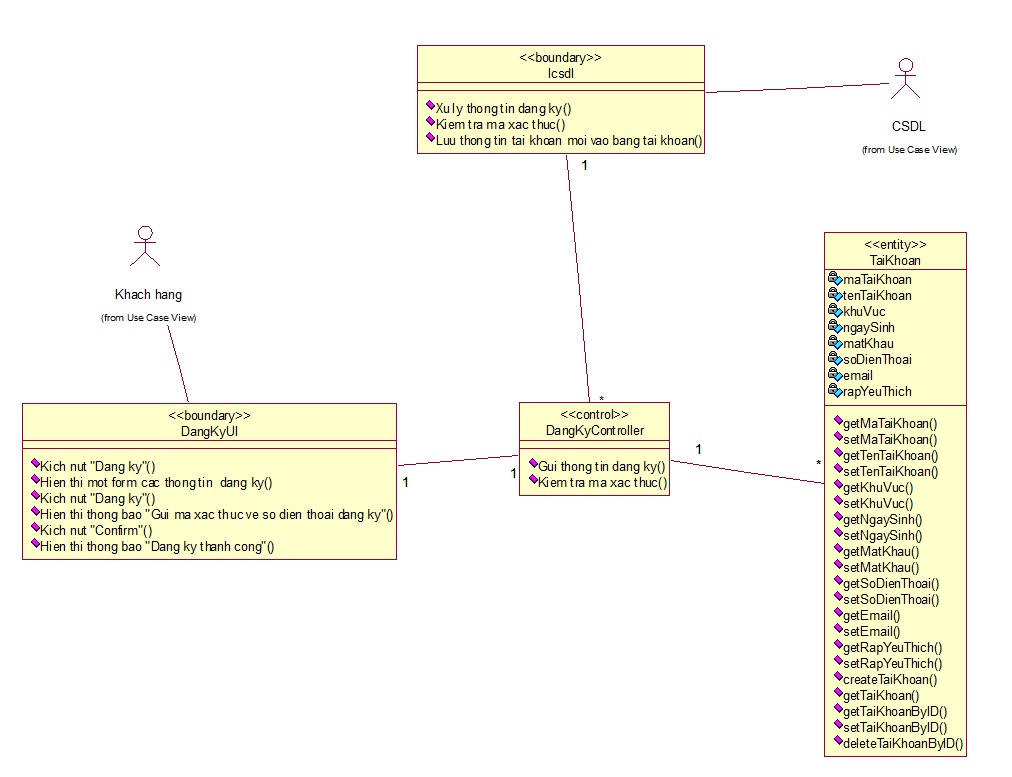 <<boundary>>
Icsdl
Xu ly thong tin dang ky()
Kiem tra ma xac thuc()
Luu thong tin tai khoan moi vao bang tai khoan()
1
CSDL
(from Use Case View)
Khach hang
(from Use Case View)
<<boundary>>
DangKyUI
Kich nut "Dang ky"()
Hien thi mot form cac thong tin dang ky()
Kich nut "Dang ky"()
Hien thi thong bao "Gui ma xac thuc ve so dien thoai dang ky"()
Kich nut "Confirm"()
Hien thi thong bao "Dang ky thanh cong"()
1
1
*
<<control>>
DangKyController
Gui thong tin dang ky()
Kiem tra ma xac thuc()
1
*
<<entity>>
TaiKhoan
maTaiKhoan
tenTaiKhoan
khuVuc
ngaySinh
matKhau
soDienThoai
email
rapYeuThich
getMaTaiKhoan()
setMaTaiKhoan()
getTenTaiKhoan()
setTenTaiKhoan()
getKhuVuc()
setKhuVuc()
getNgaySinh()
setNgaySinh()
getMatKhau()
setMatKhau()
getSoDienThoai()
setSoDienThoai()
getEmail()
setEmail()
getRapYeuThich()
setRapYeuThich()
createTaiKhoan()
getTaiKhoan()
getTaiKhoanByID()
setTaiKhoanByID()
deleteTaiKhoanByID()